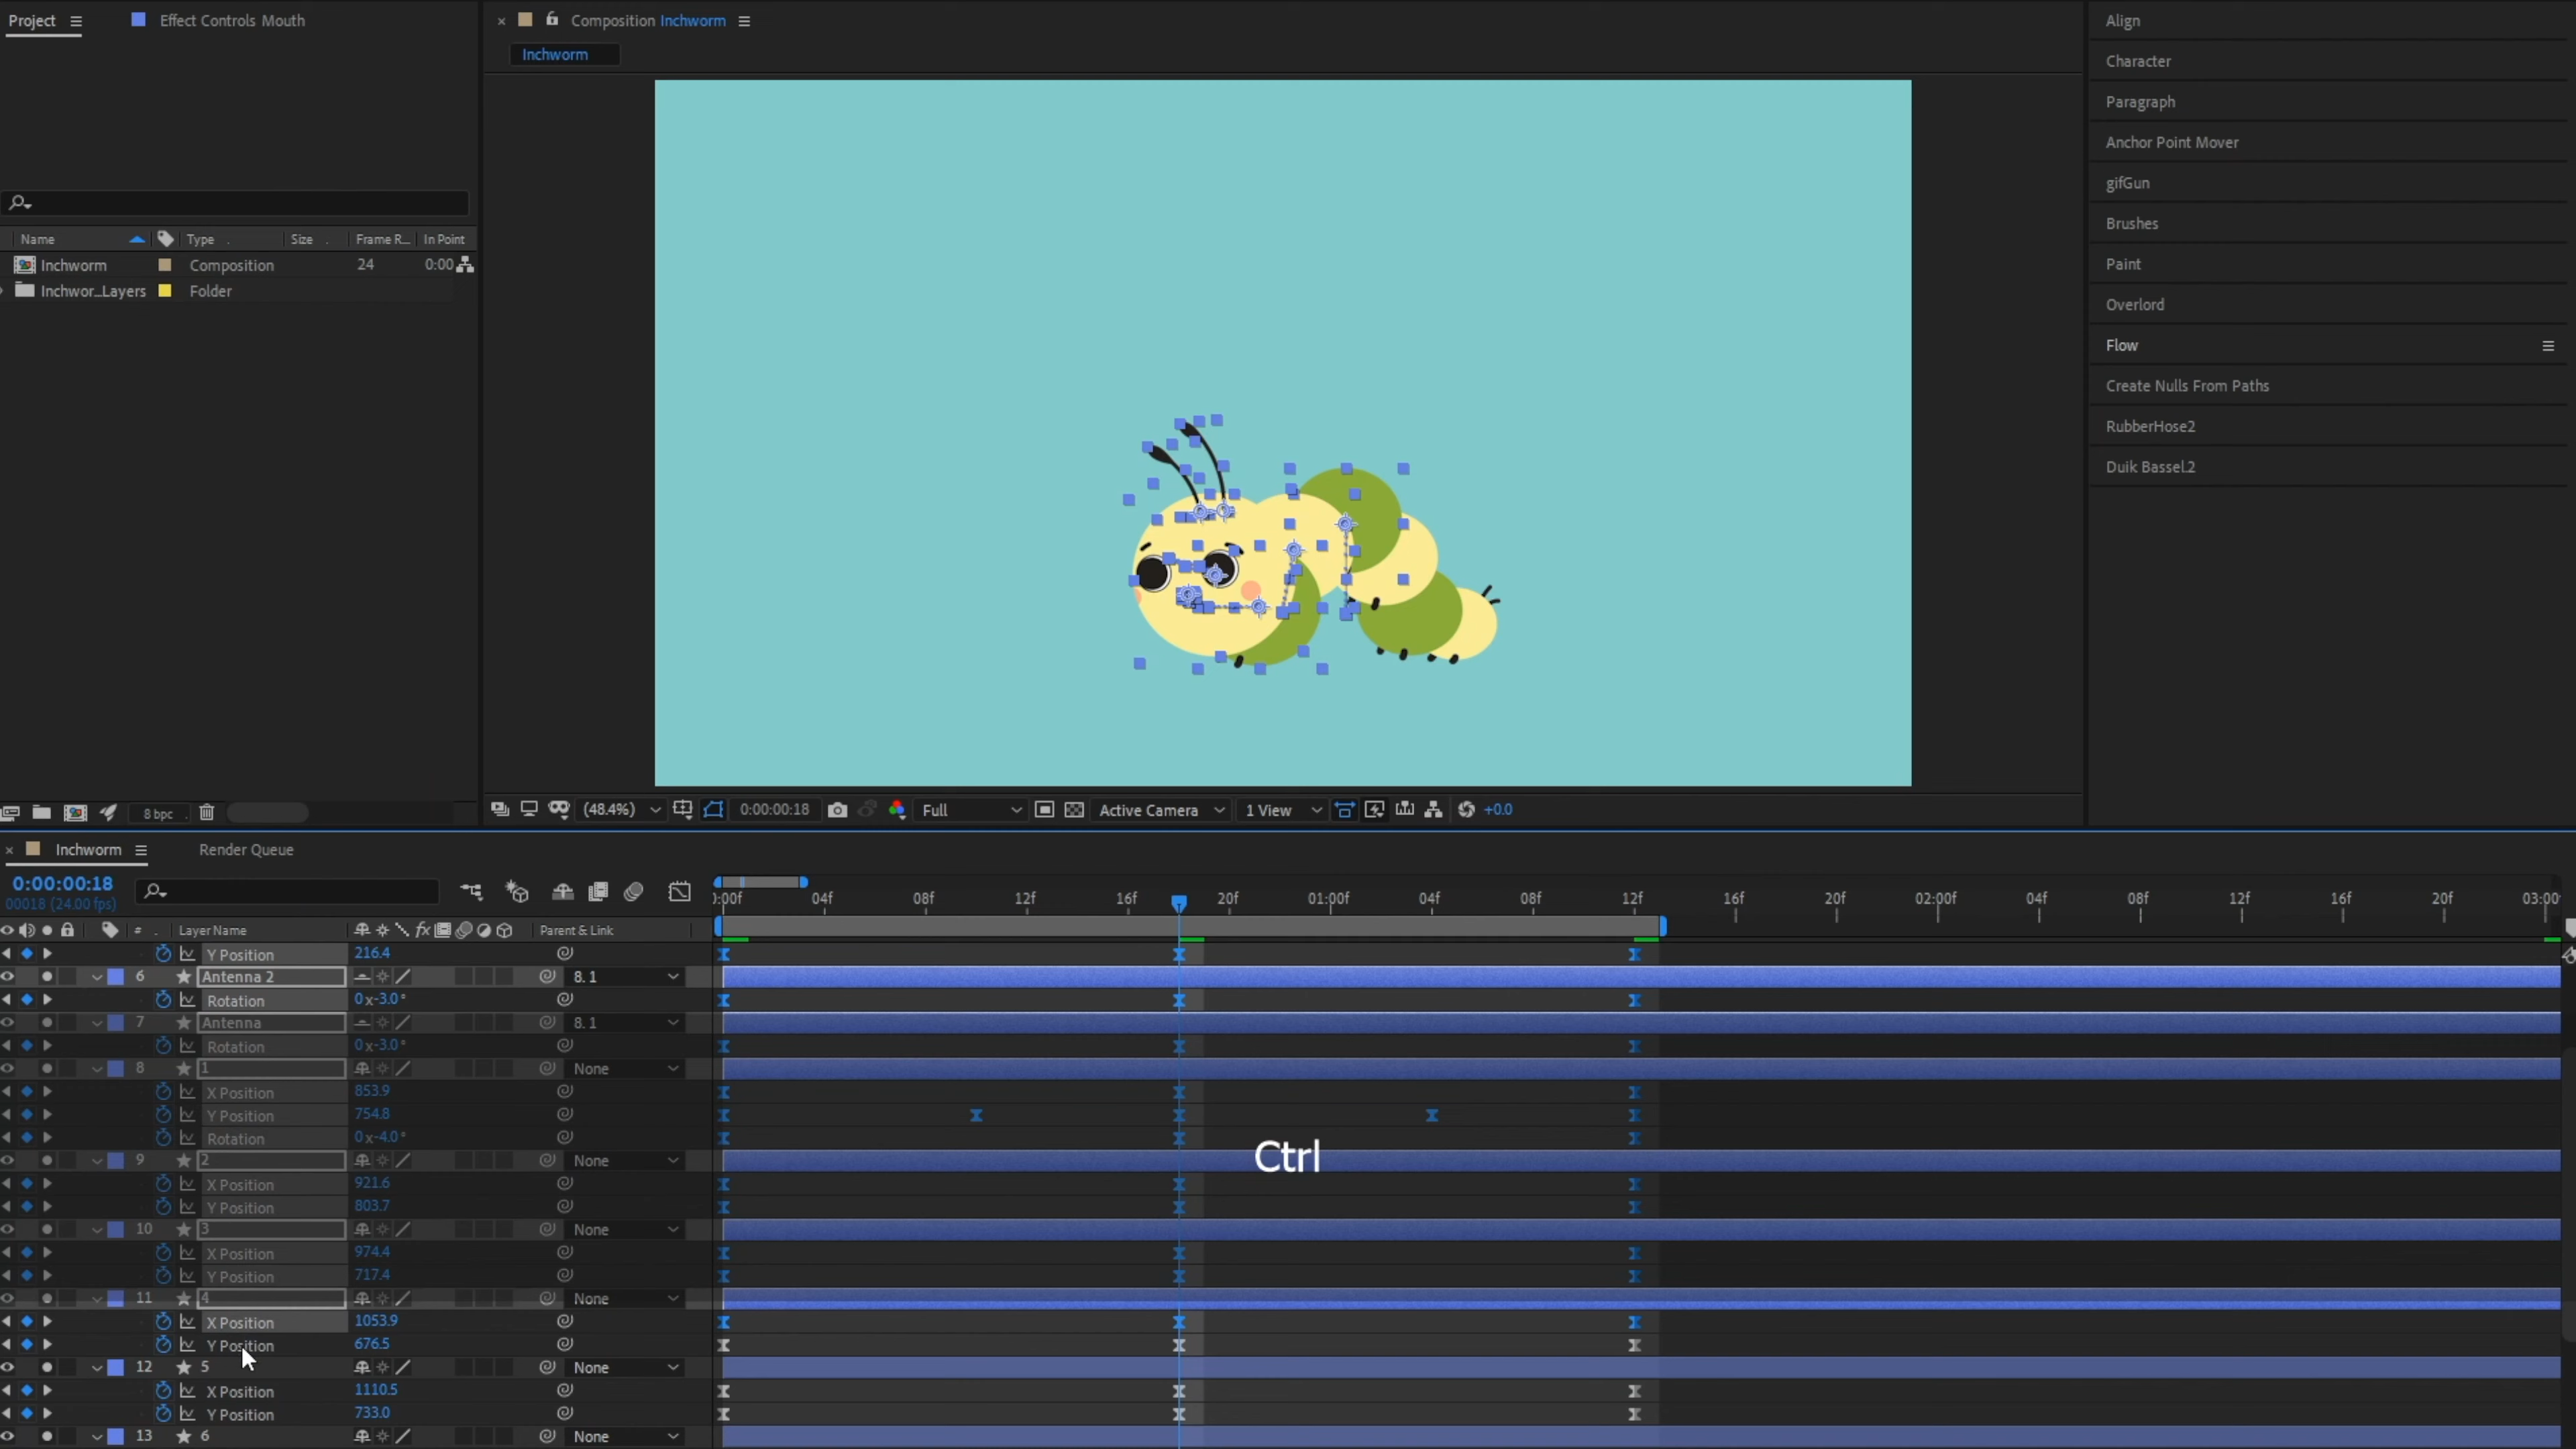 Project
Effect Controls Mouth
Composition Inchworm
Inchworm
Name Type Size Frame R... In Point
Inchworm Composition 24 0:00
Inchwor_Layers Folder
8 bpc
(48.4%) 0:00:00:18 Full Active Camera 1 View +0.0
Align
Character
Paragraph
Anchor Point Mover
gifGun
Brushes
Paint
Overlord
Flow
Create Nulls From Paths
RubberHose2
Duik Bassel.2
Inchworm Render Queue
0:00:00:18
00018 (24.00 fps)
:00f 04f 08f 12f 16f 20f 01:00f 04f 08f 12f 16f 20f 02:00f 04f 08f 12f 16f 20f 03:00
# Layer Name fx Parent & Link
Y Position 216.4
6 Antenna 2 8. 1
Rotation 0x-3.0°
7 Antenna 8. 1
Rotation 0x-3.0°
8 1 None
X Position 853.9
Y Position 754.8
Rotation 0x-4.0°
Ctrl
9 2 None
X Position 921.6
Y Position 803.7
10 3 None
X Position 974.4
Y Position 717.4
11 4 None
X Position 1053.9
Y Position 676.5
12 5 None
X Position 1110.5
Y Position 733.0
13 6 None